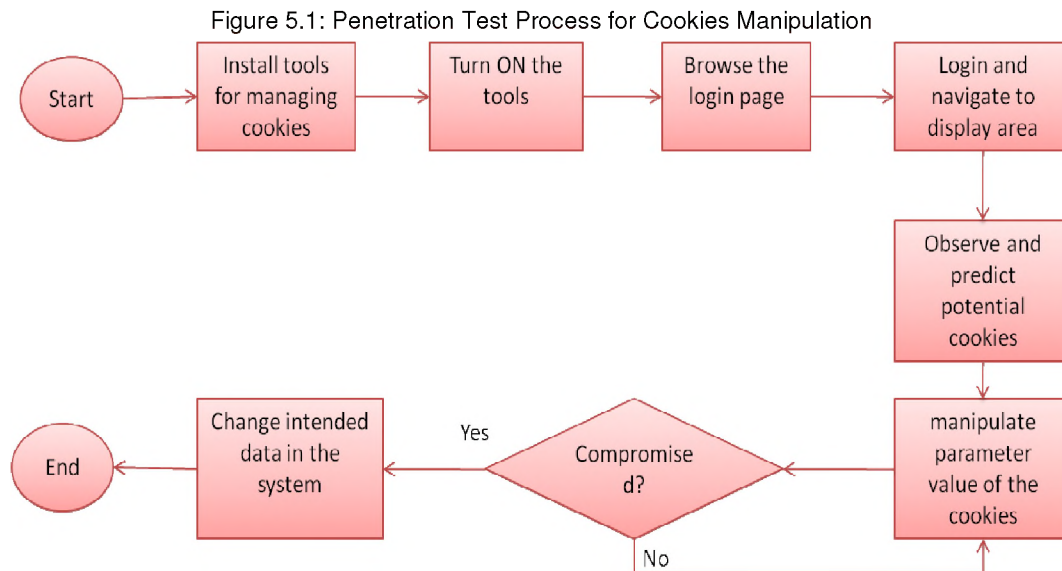 Figure 5.1: Penetration Test Process for Cookies Manipulation
Start
Install tools
for managing
cookies
Turn ON the
tools
Browse the
login page
Login and
navigate to
display area
Observe and
predict
potential
cookies
manipulate
parameter
value of the
cookies
Compromise
d?
Yes
No
Change intended
data in the
system
End